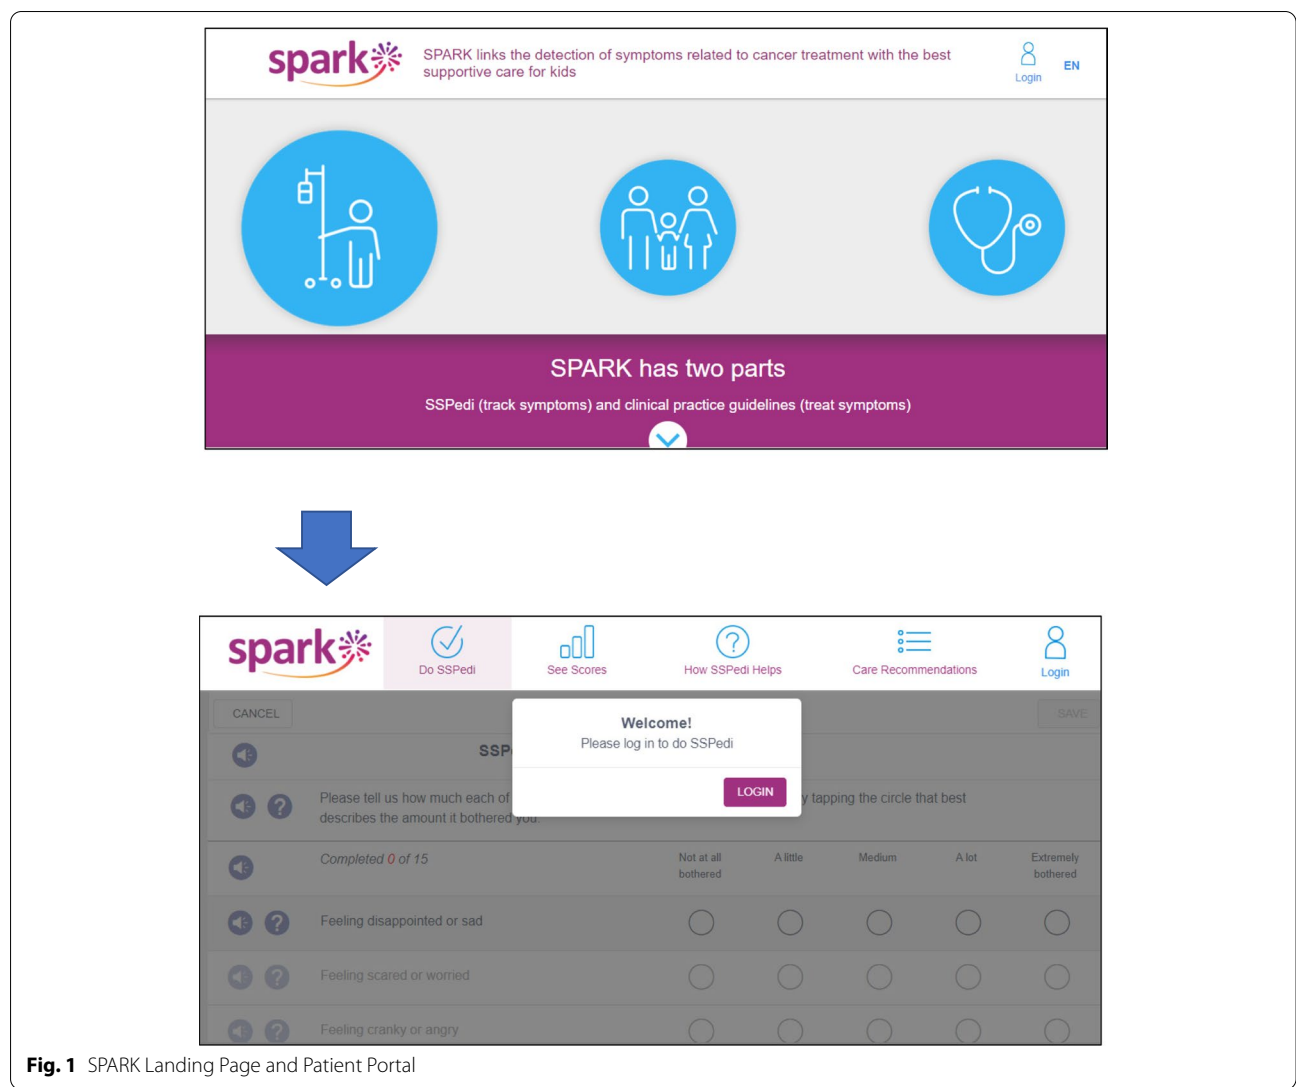 spark
SPARK links the detection of symptoms related to cancer treatment with the best
supportive care for kids
Login
EN
SPARK has two parts
SSPedi (track symptoms) and clinical practice guidelines (treat symptoms)
spark
Do SSPedi
See Scores
How SSPedi Helps
Care Recommendations
Login
CANCEL
SAVE
Welcome!
Please log in to do SSPedi
LOGIN
Please tell us how much each of
y tapping the circle that best
describes the amount it bothered you.
Completed 0 of 15
Not at all
bothered
A little
Medium
A lot
Extremely
bothered
Feeling disappointed or sad
Feeling scared or worried
Feeling cranky or angry
Fig. 1 SPARK Landing Page and Patient Portal